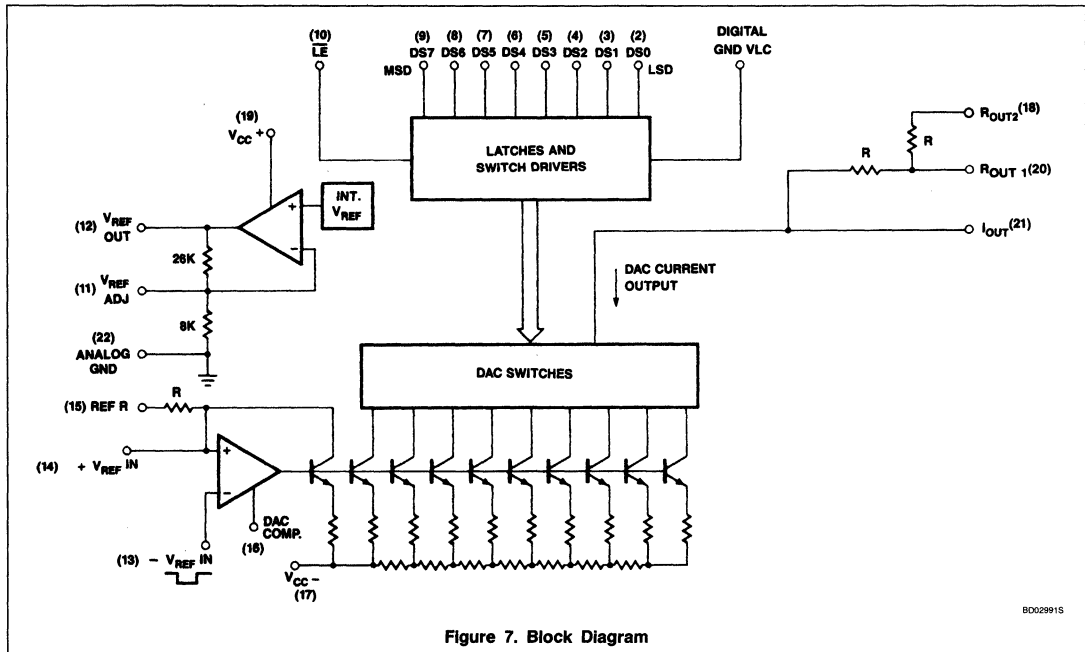 (10)
LE
(9)
DS7
(8)
DS6
(7)
DS5
(6)
DS4
(5)
DS3
(4)
DS2
(3)
DS1
(2)
DS0
DIGITAL
GND VLC
MSD
LSD
(19)
VCC +
LATCHES AND
SWITCH DRIVERS
ROUT2 (18)
R
R
ROUT 1 (20)
INT.
VREF
(12) VREF
OUT
+
−
IOUT (21)
26K
DAC CURRENT
OUTPUT
(11) VREF
ADJ
8K
(22)
ANALOG
GND
DAC SWITCHES
R
(15) REF R
(14) + VREF IN
+
−
DAC
COMP.
(16)
(13) − VREF IN
VCC −
(17)
BD02991S
Figure 7. Block Diagram